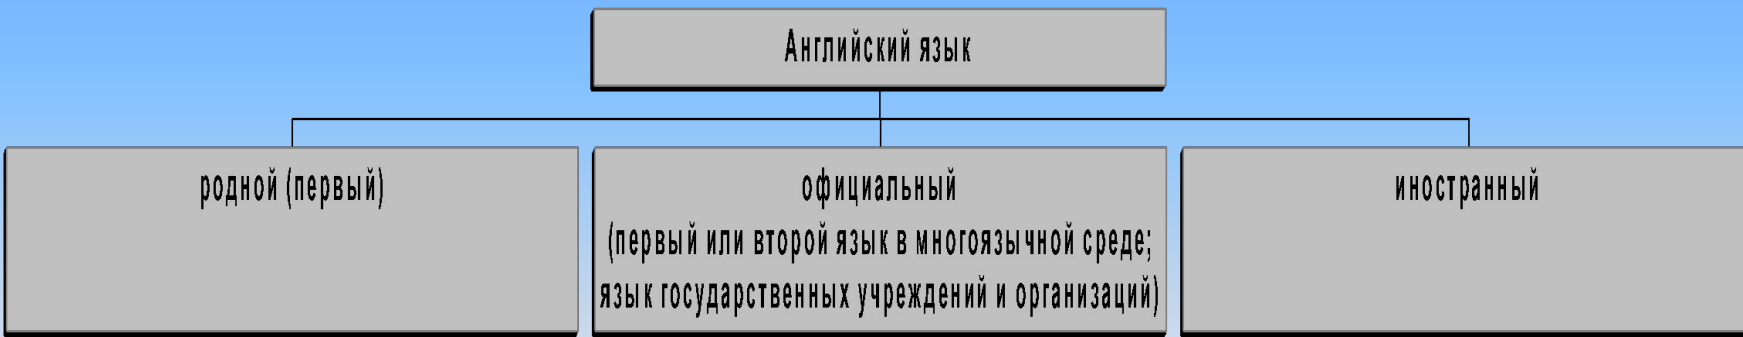 Английский язык
родной (первый)
официальный
(первый или второй язык в многоязычной среде;
язык государственных учреждений и организаций)
иностранный